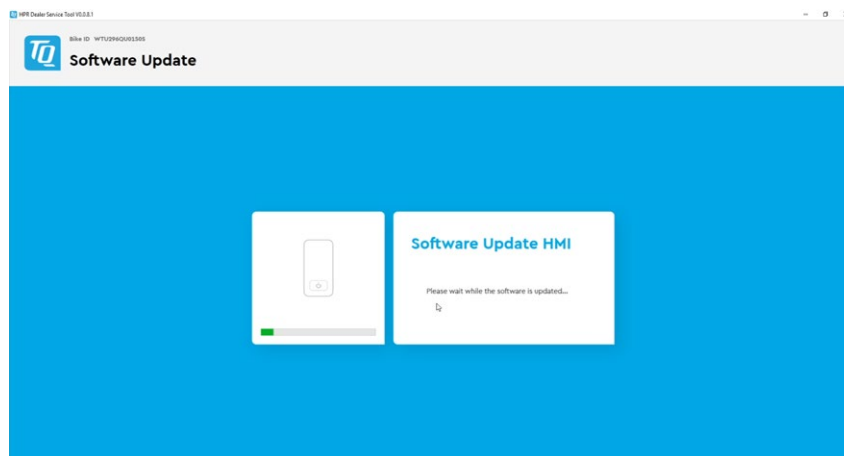 HPR Dealer Service Tool V0.0.8.1
TQ
Bike ID WTU296QU0130S
Software Update
Software Update HMI
Please wait while the software is updated...